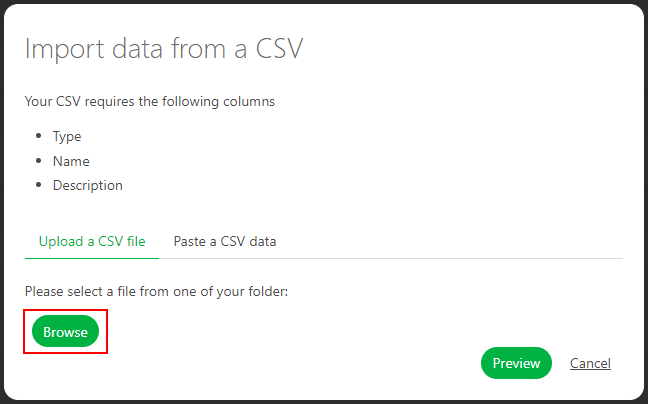 Import data from a CSV
Your CSV requires the following columns
Type
Name
Description
Upload a CSV file Paste a CSV data
Please select a file from one of your folder:
Browse
Preview Cancel